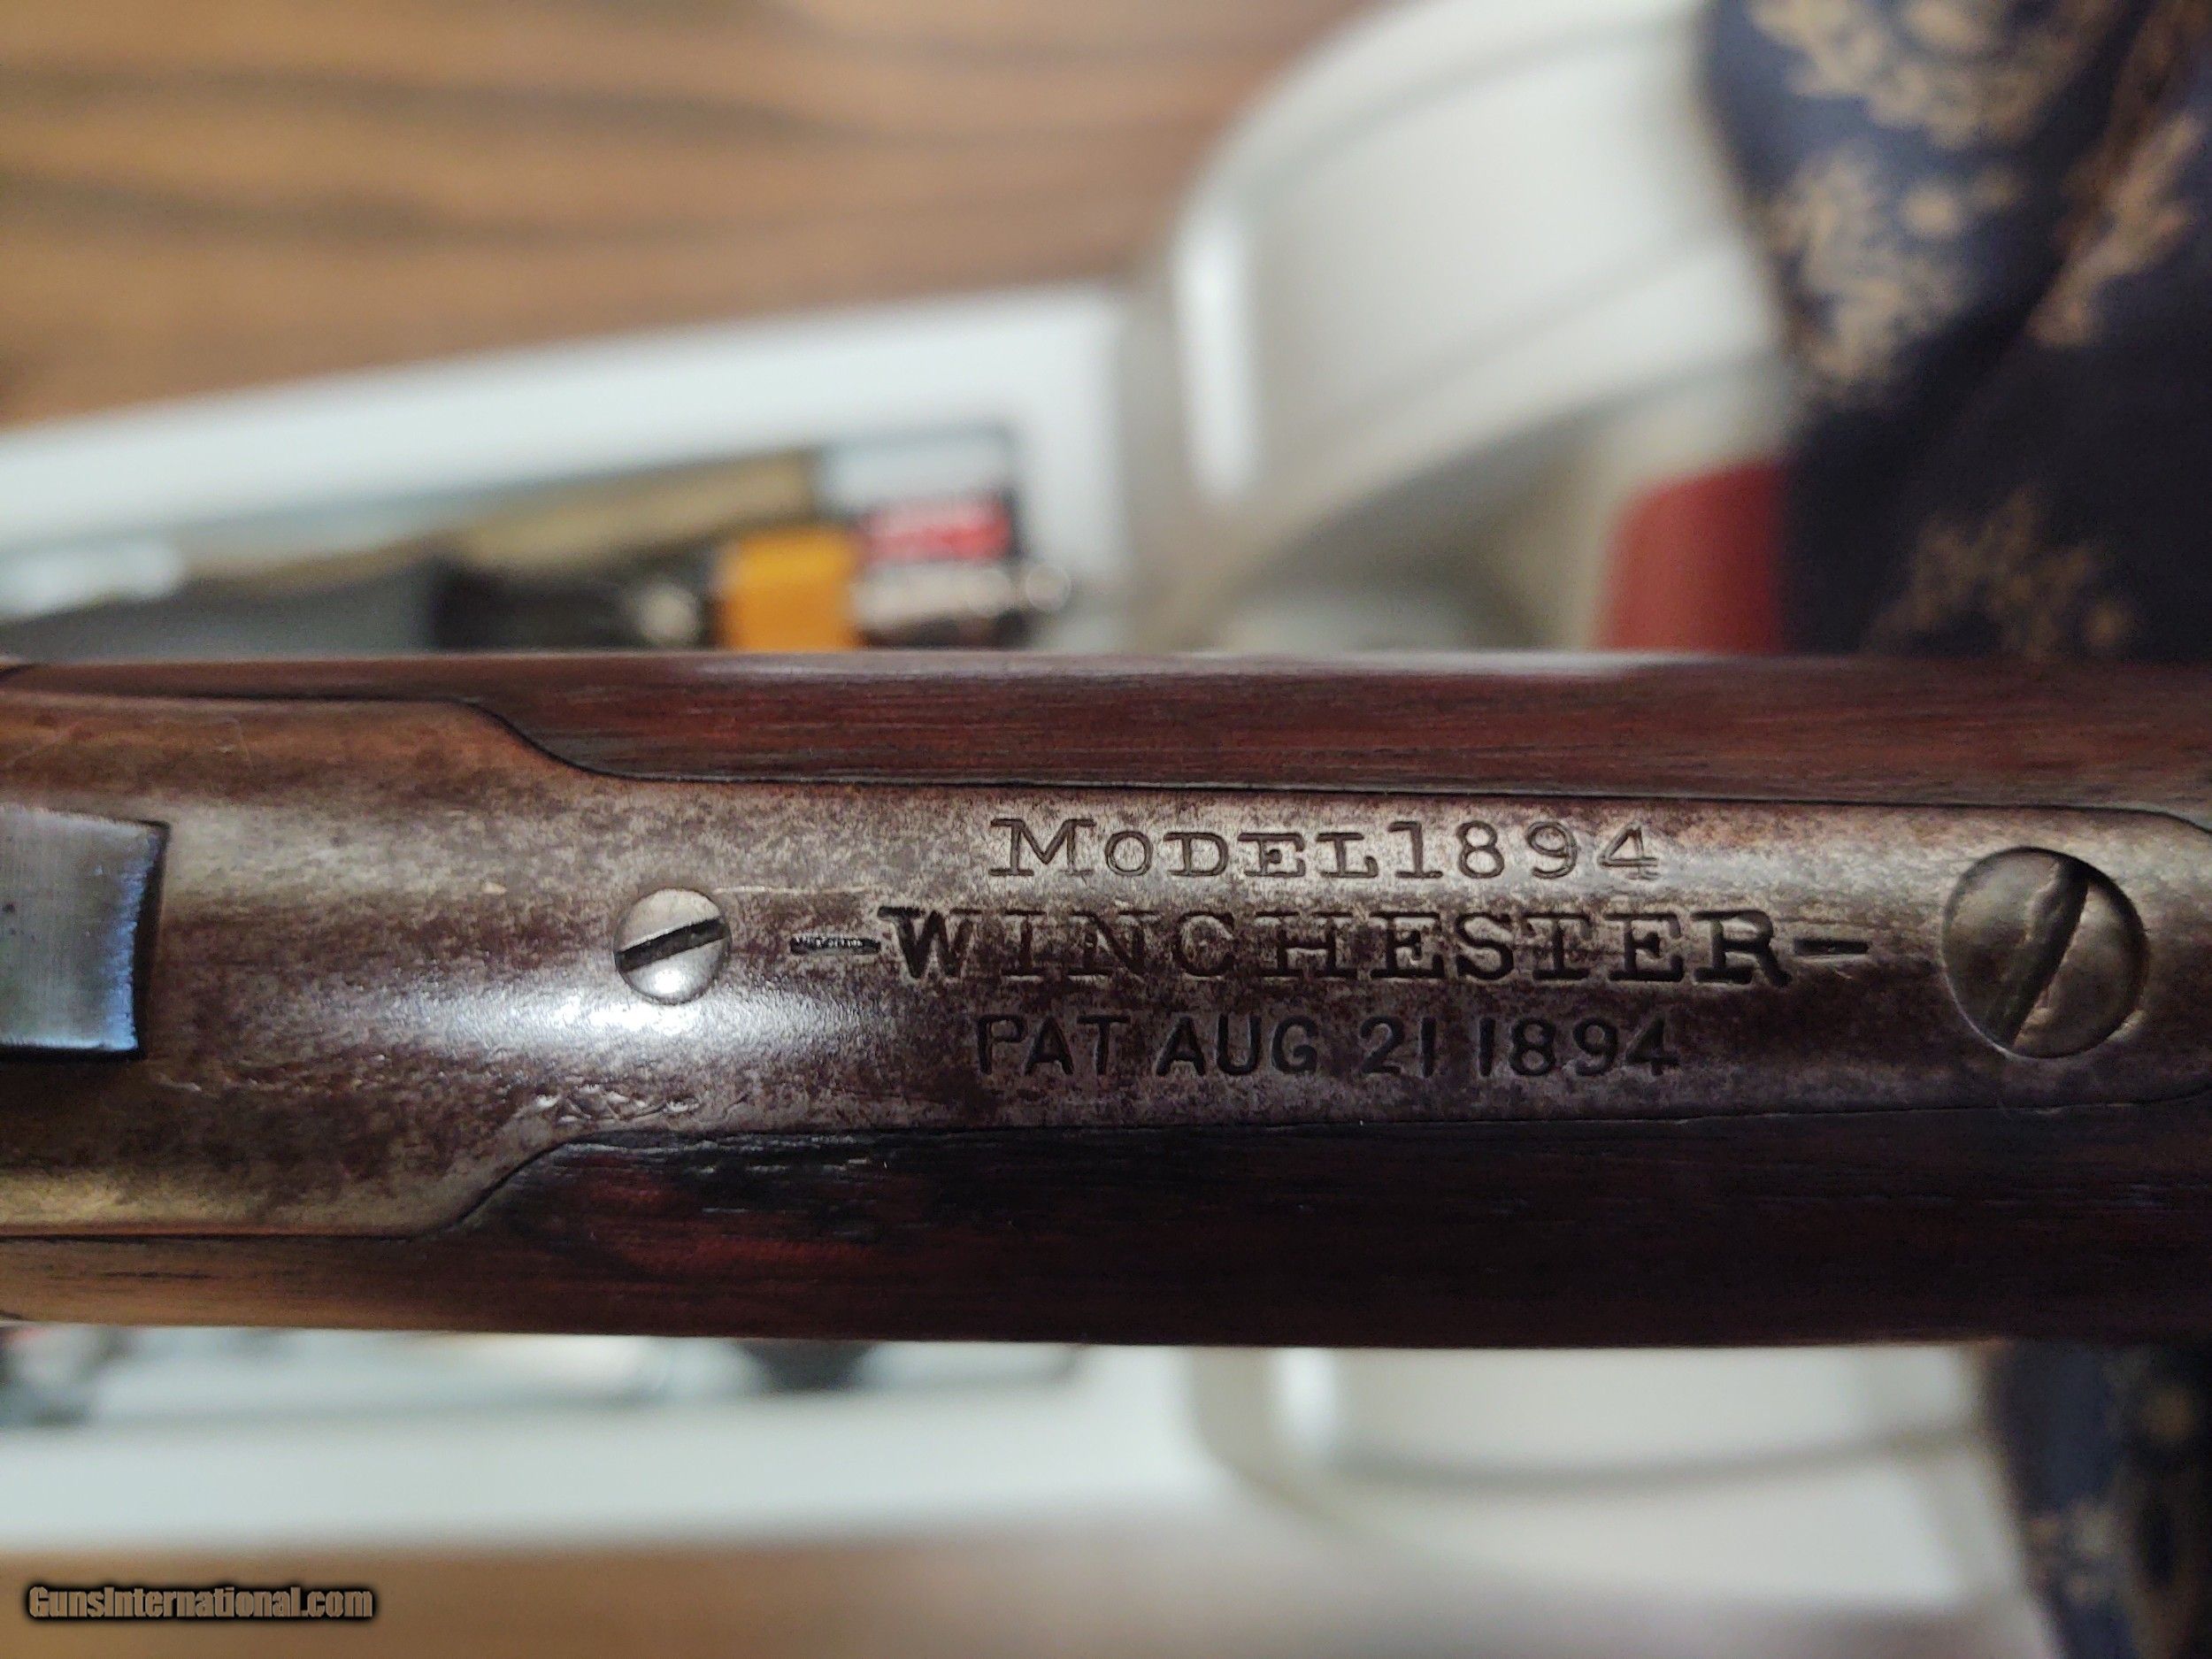 MODEL 1894
–WINCHESTER–
PAT AUG 21 1894
GunsInternational.com